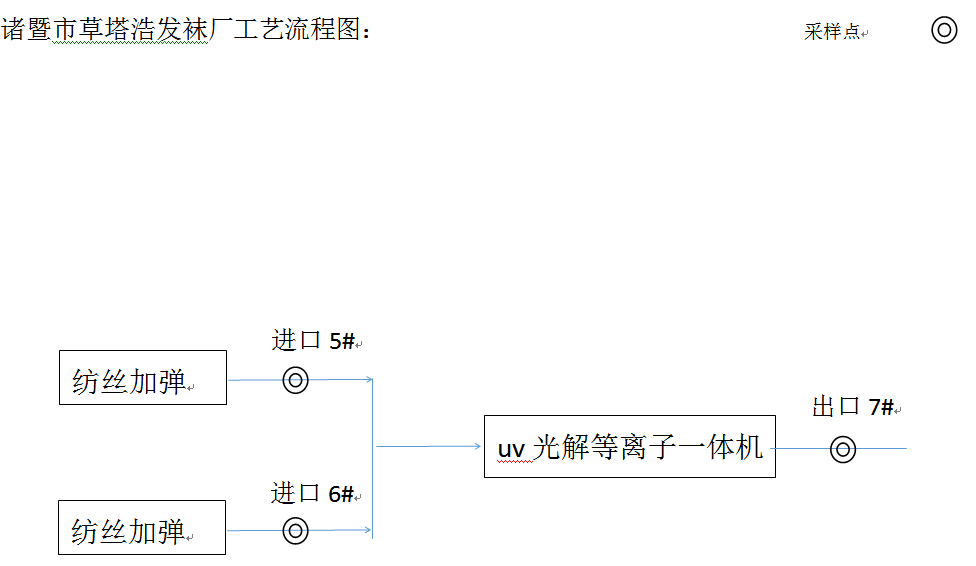 诸暨市草塔浩发袜厂工艺流程图：
采样点
进口 5#
纺丝加弹
出口 7#
uv 光解等离子一体机
进口 6#
纺丝加弹